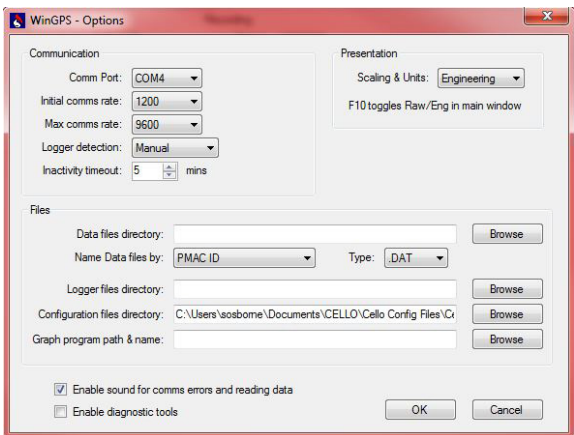 WinGPS - Options
Communication
Comm Port: COM4
Initial comms rate: 1200
Max comms rate: 9600
Logger detection: Manual
Inactivity timeout: 5 mins
Presentation
Scaling & Units: Engineering
F10 toggles Raw/Eng in main window
Files
Data files directory: Browse
Name Data files by: PMAC ID Type: .DAT
Logger files directory: Browse
Configuration files directory: C:\Users\sosborne\Documents\CELLO\Cello Config Files\Ce Browse
Graph program path & name: Browse
Enable sound for comms errors and reading data
Enable diagnostic tools
OK Cancel